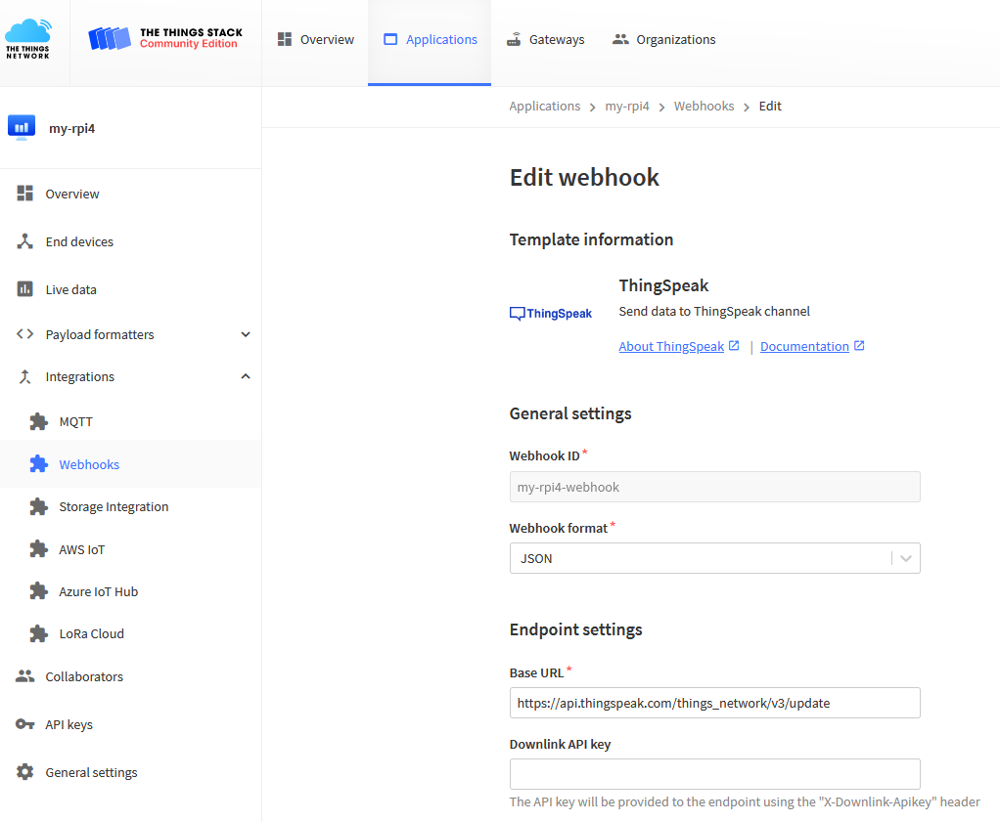 THE THINGS NETWORK
THE THINGS STACK
Community Edition
Overview
Applications
Gateways
Organizations
my-rpi4
Overview
End devices
Live data
Payload formatters
Integrations
MQTT
Webhooks
Storage Integration
AWS IoT
Azure IoT Hub
LoRa Cloud
Collaborators
API keys
General settings
Applications > my-rpi4 > Webhooks > Edit
Edit webhook
Template information
ThingSpeak
ThingSpeak
Send data to ThingSpeak channel
About ThingSpeak | Documentation
General settings
Webhook ID*
my-rpi4-webhook
Webhook format*
JSON
Endpoint settings
Base URL*
https://api.thingspeak.com/things_network/v3/update
Downlink API key
The API key will be provided to the endpoint using the "X-Downlink-Apikey" header